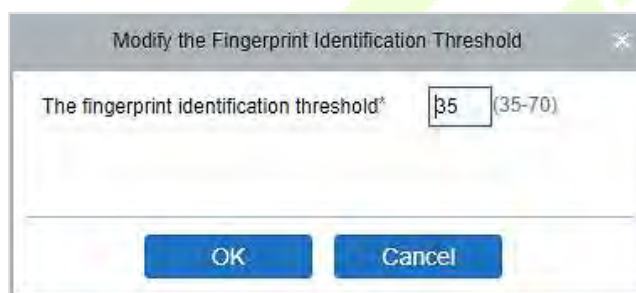 Modify the Fingerprint Identification Threshold ×
The fingerprint identification threshold* 35 (35-70)
OK Cancel